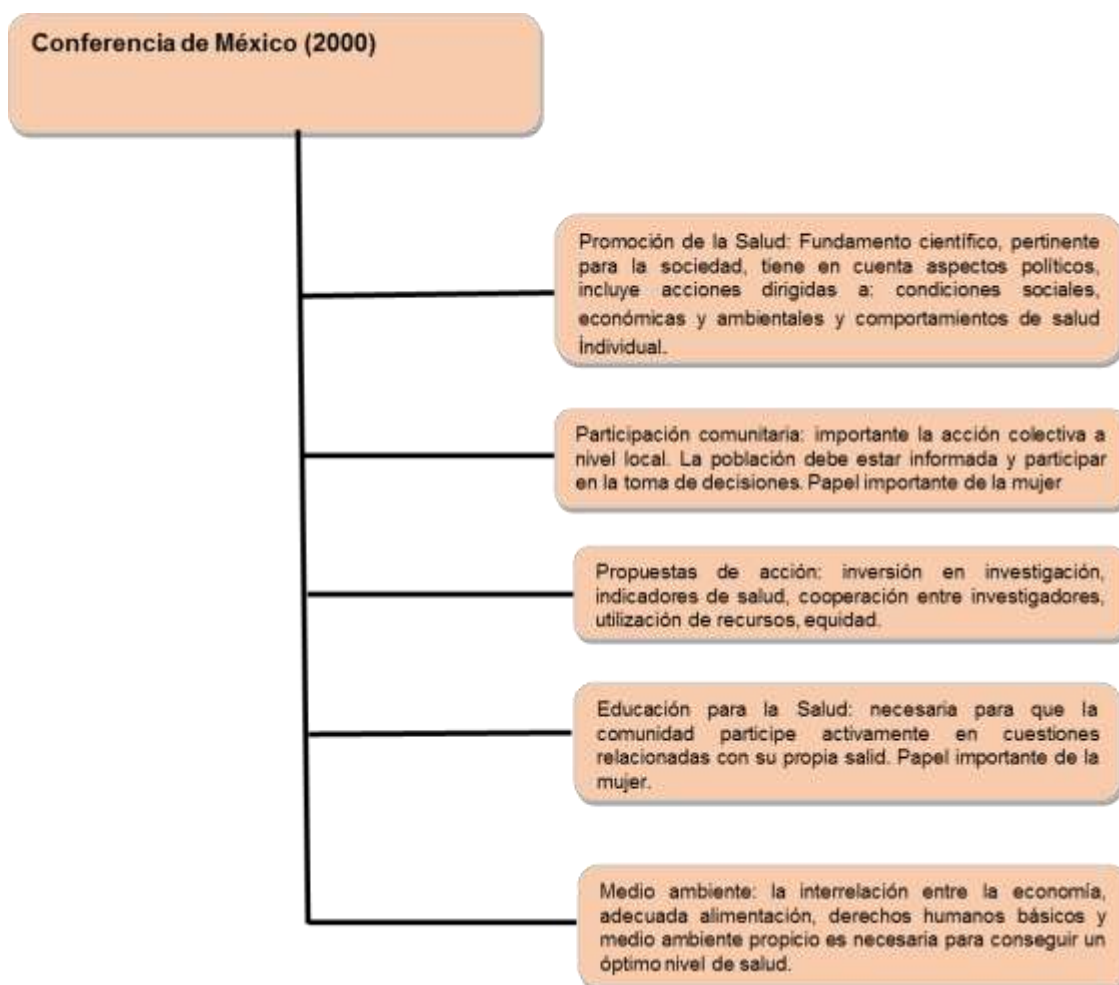 Conferencia de México (2000)
Promoción de la Salud: Fundamento científico, pertinente
para la sociedad, tiene en cuenta aspectos políticos,
incluye acciones dirigidas a: condiciones sociales,
económicas y ambientales y comportamientos de salud
individual.
Participación comunitaria: importante la acción colectiva a
nivel local. La población debe estar informada y participar
en la toma de decisiones. Papel importante de la mujer
Propuestas de acción: inversión en investigación,
indicadores de salud, cooperación entre investigadores,
utilización de recursos, equidad.
Educación para la Salud: necesaria para que la
comunidad participe activamente en cuestiones
relacionadas con su propia salid. Papel importante de la
mujer.
Medio ambiente: la interrelación entre la economía,
adecuada alimentación, derechos humanos básicos y
medio ambiente propicio es necesaria para conseguir un
óptimo nivel de salud.